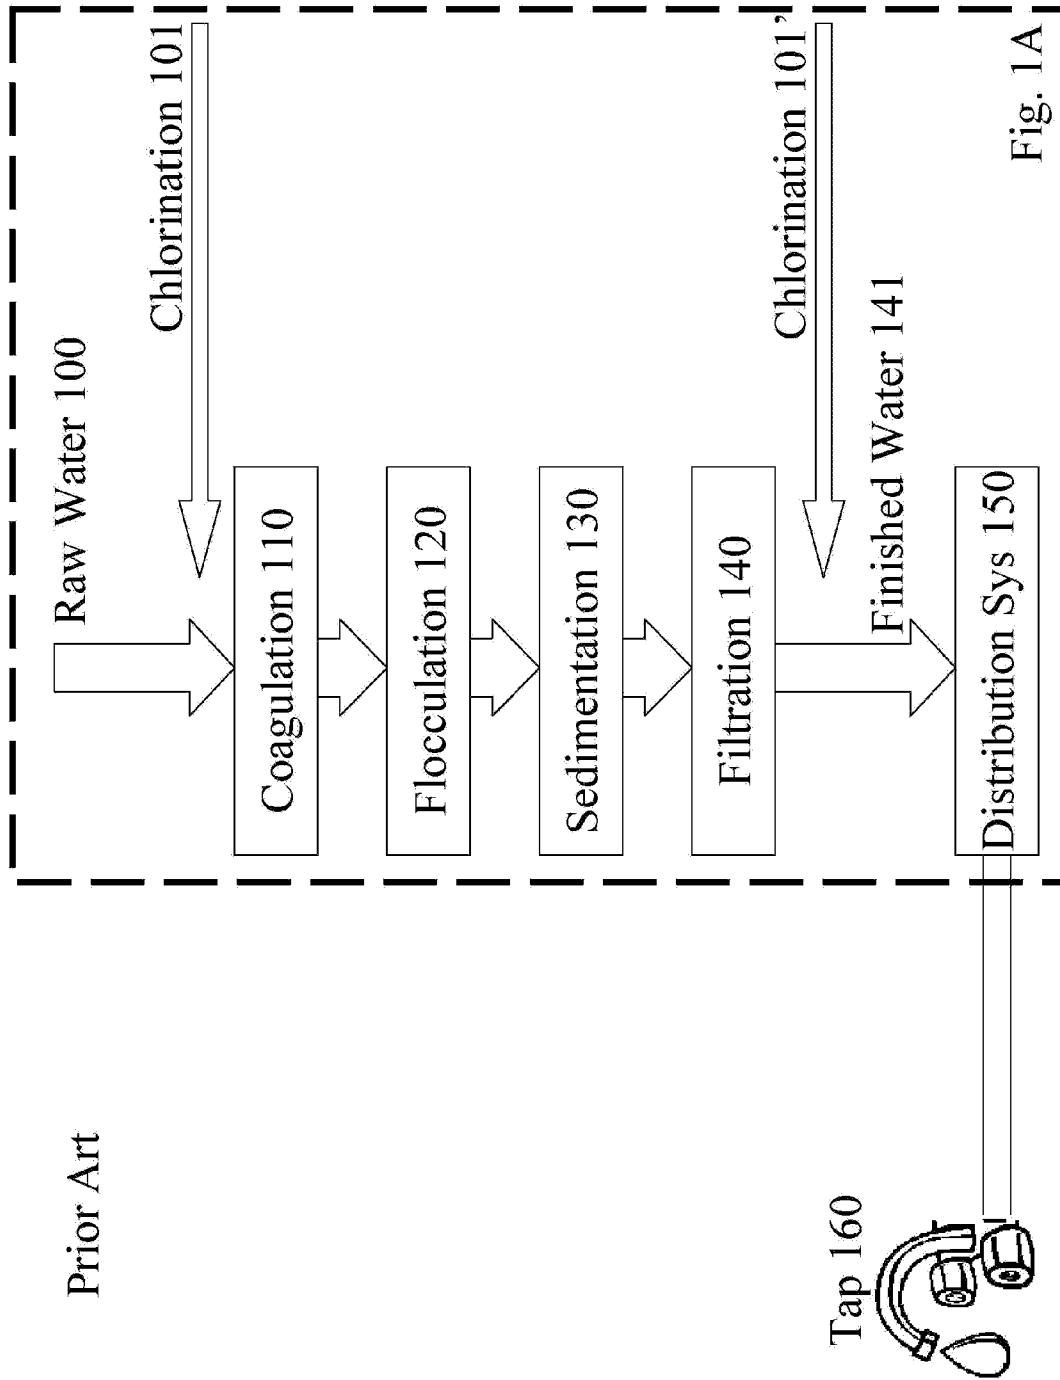 Prior Art
Raw Water 100
Chlorination 101
Coagulation 110
Flocculation 120
Sedimentation 130
Filtration 140
Chlorination 101'
Finished Water 141
Distribution Sys 150
Tap 160
Fig. 1A